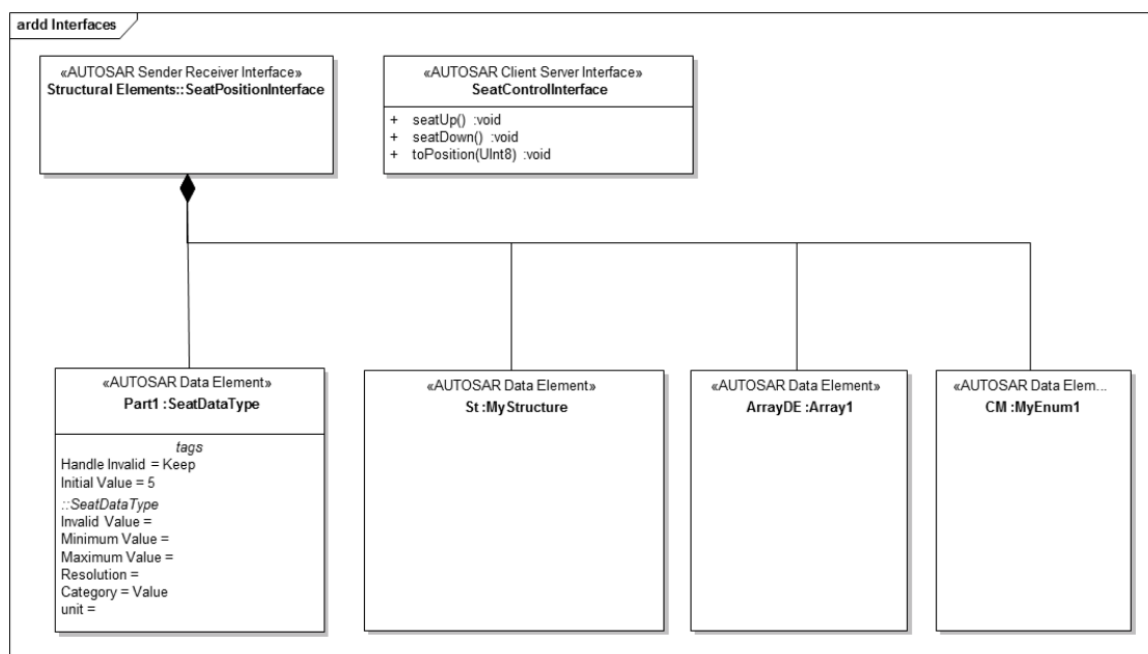 ardd Interfaces
«AUTOSAR Sender Receiver Interface»
Structural Elements::SeatPositionInterface
«AUTOSAR Client Server Interface»
SeatControlInterface
+ seatUp() :void
+ seatDown() :void
+ toPosition(UInt8) :void
«AUTOSAR Data Element»
Part1 :SeatDataType
tags
Handle Invalid = Keep
Initial Value = 5
::SeatDataType
Invalid Value =
Minimum Value =
Maximum Value =
Resolution =
Category = Value
unit =
«AUTOSAR Data Element»
St :MyStructure
«AUTOSAR Data Element»
ArrayDE :Array1
«AUTOSAR Data Elem...
CM :MyEnum1